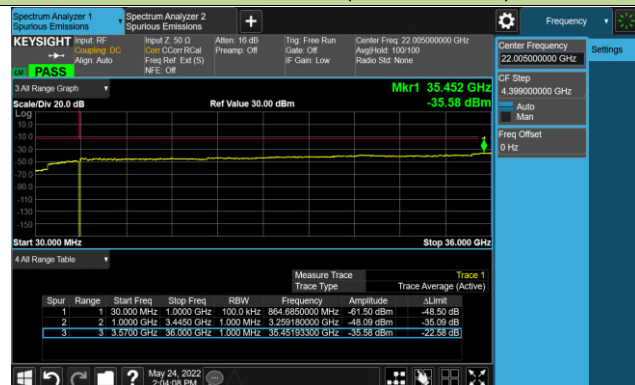 Spectrum Analyzer 1
Spurious Emissions
Spectrum Analyzer 2
Spurious Emissions
Frequency
KEYSIGHT
Input: RF
Coupling: DC
Align: Auto
Input Z: 50 Ω
Corr CCorr RCal
Freq Ref: Ext (S)
NFE: Off
Atten: 16 dB
Preamp: Off
Trig: Free Run
Gate: Off
IF Gain: Low
Center Freq: 22.005000000 GHz
Avg|Hold: 100/100
Radio Std: None
PASS
Center Frequency
22.005000000 GHz
Settings
CF Step
4.399000000 GHz
Auto
Man
Freq Offset
0 Hz
3 All Range Graph
Mkr1 35.452 GHz
Scale/Div 20.0 dB
Ref Value 30.00 dBm
-35.58 dBm
Log
10.0
-10.0
-30.0
-50.0
-70.0
-90.0
-110
-130
-150
1
Start 30.000 MHz
Stop 36.000 GHz
4 All Range Table
Measure Trace Trace 1
Trace Type Trace Average (Active)
Spur Range Start Freq Stop Freq RBW Frequency Amplitude ΔLimit
1 1 30.000 MHz 1.0000 GHz 100.0 kHz 864.6850000 MHz -61.50 dBm -48.50 dB
2 2 1.0000 GHz 3.4450 GHz 1.000 MHz 3.259180000 GHz -48.09 dBm -35.09 dB
3 3 3.5700 GHz 36.000 GHz 1.000 MHz 35.45193300 GHz -35.58 dBm -22.58 dB
May 24, 2022
2:04:08 PM